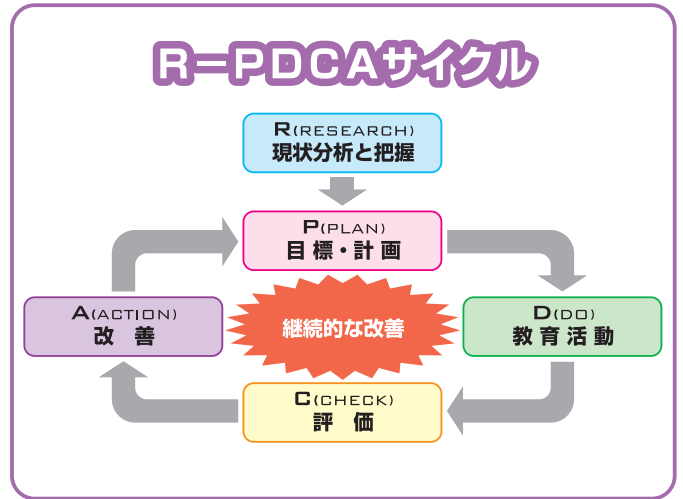 R－PDCAサイクル
R(RESEARCH)
現状分析と把握
P(PLAN)
目標・計画
A(ACTION)
改 善
継続的な改善
D(DO)
教育活動
C(CHECK)
評 価